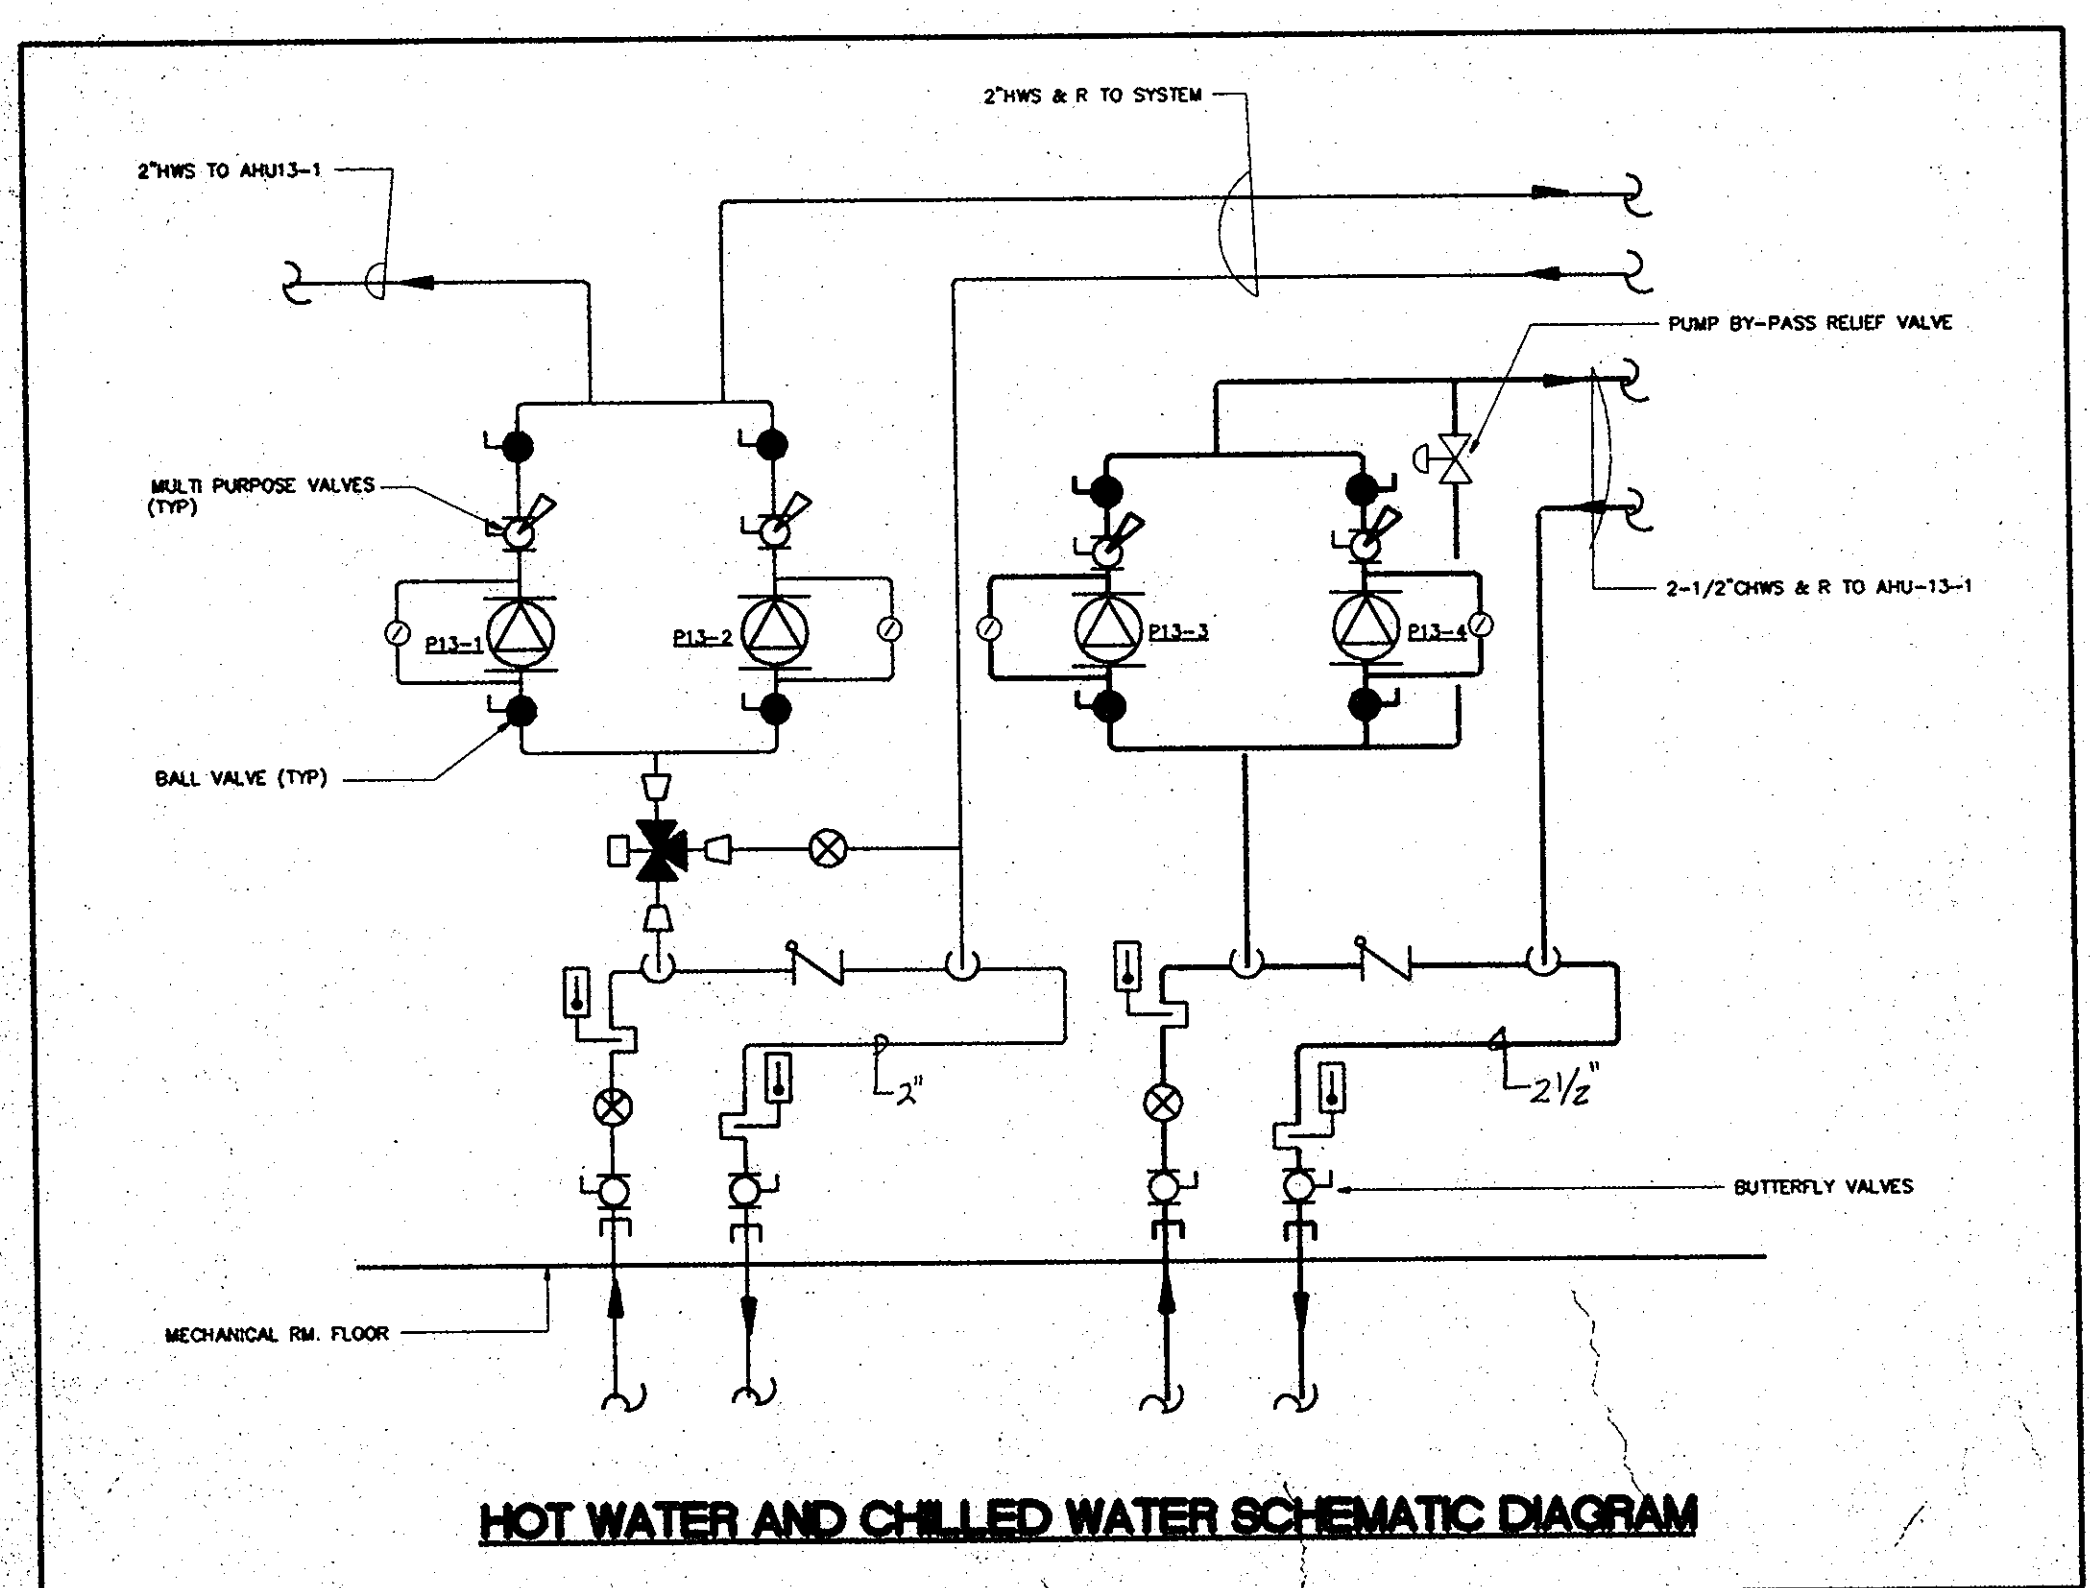 2"HWS & R TO SYSTEM
2"HWS TO AHU13-1
PUMP BY-PASS RELIEF VALVE
MULTI PURPOSE VALVES
(TYP)
2-1/2"CHWS & R TO AHU-13-1
P13-1
P13-2
P13-3
P13-4
BALL VALVE (TYP)
2"
2 1/2"
BUTTERFLY VALVES
MECHANICAL RM. FLOOR
HOT WATER AND CHILLED WATER SCHEMATIC DIAGRAM